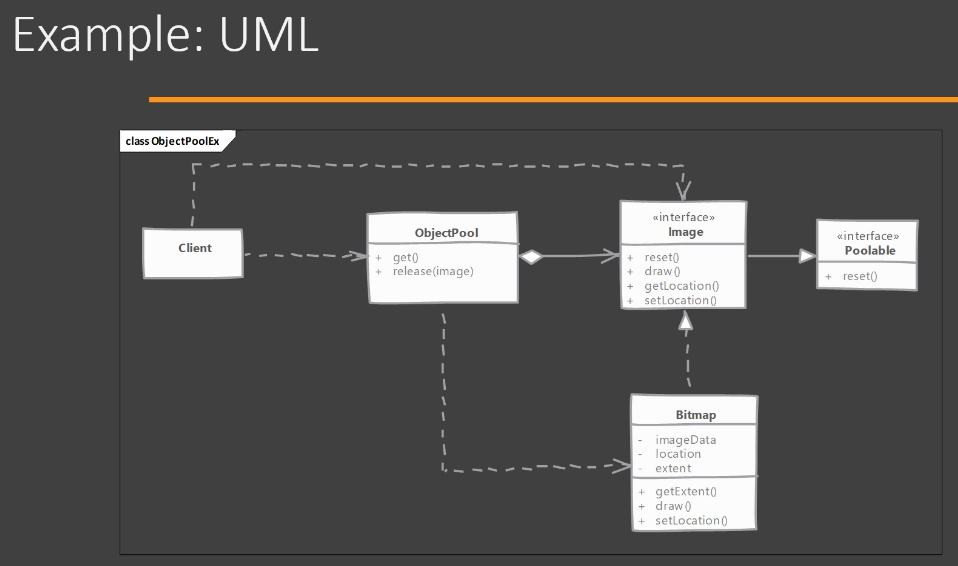 Example: UML
class ObjectPoolEx
Client
ObjectPool
+ get()
+ release(image)
«interface»
Image
+ reset()
+ draw()
+ getLocation()
+ setLocation()
«interface»
Poolable
+ reset()
Bitmap
- imageData
- location
- extent
+ getExtent()
+ draw()
+ setLocation()